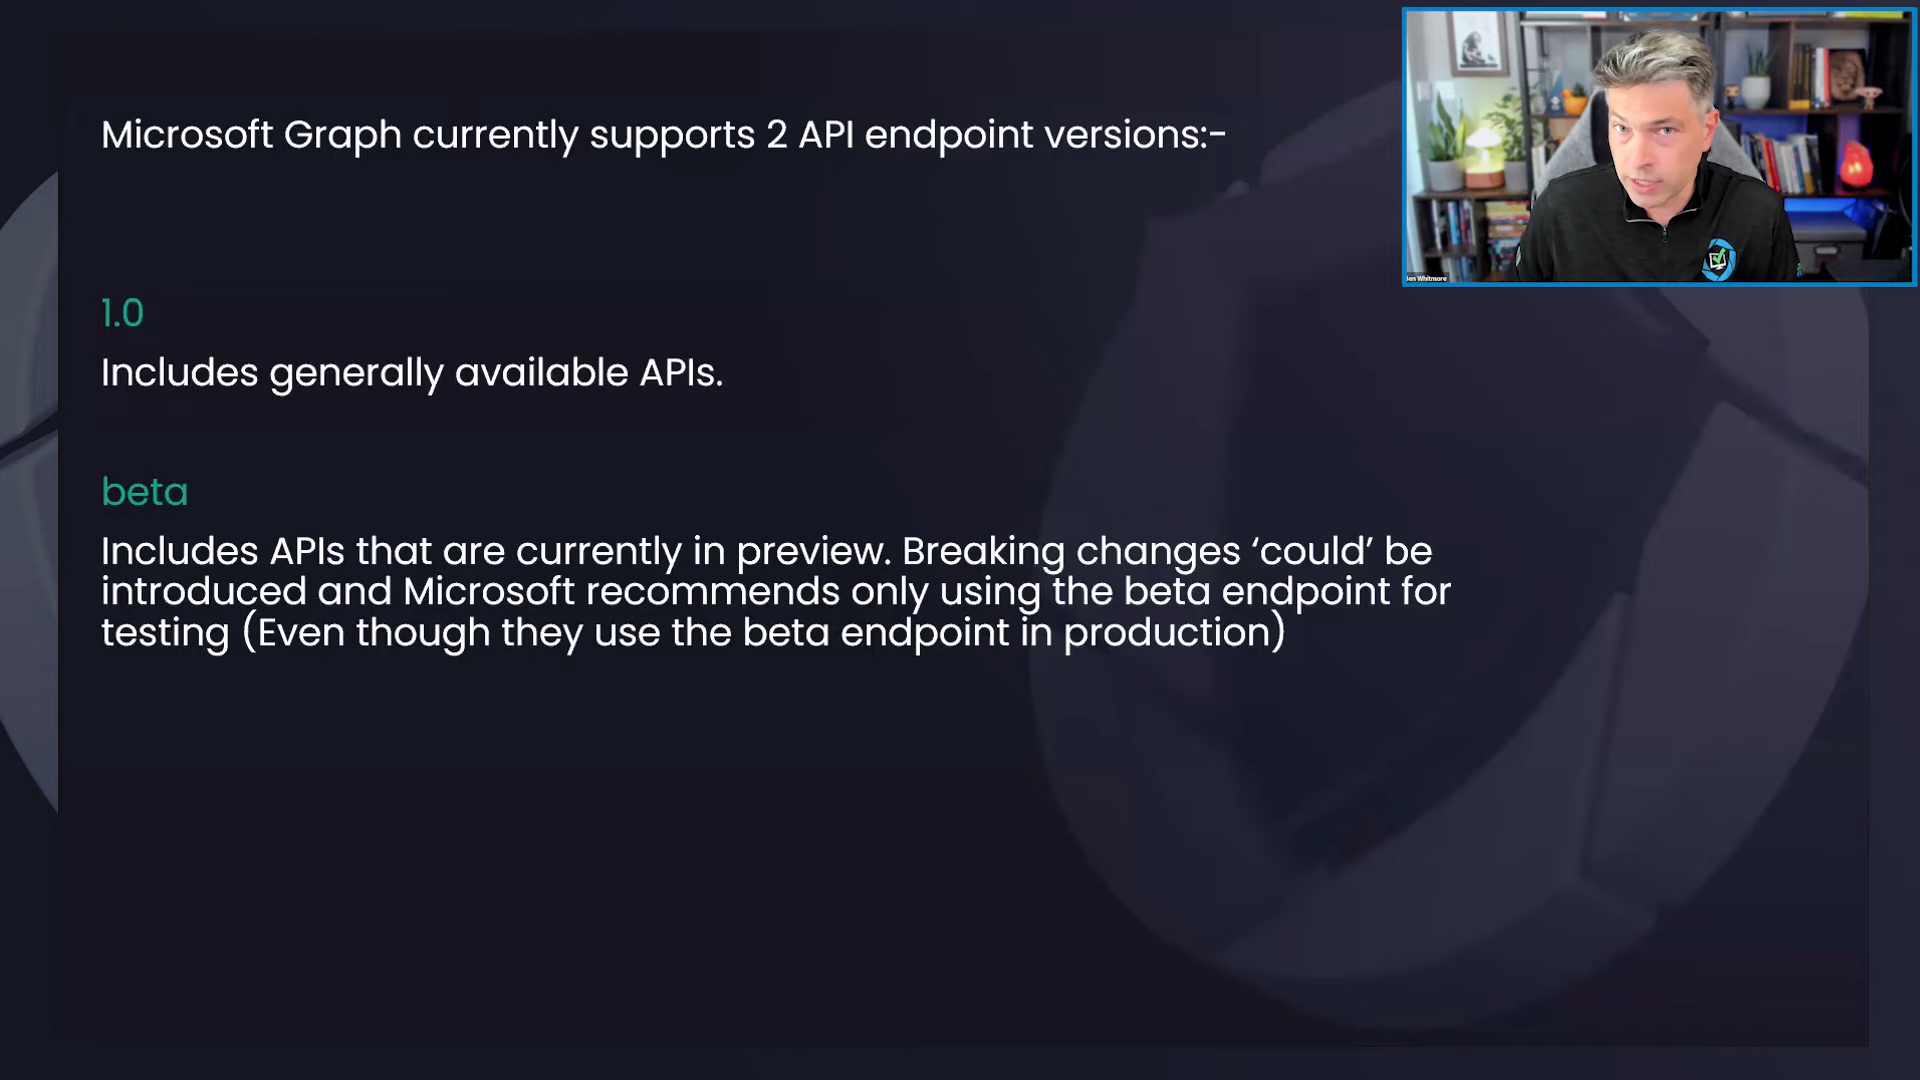 Microsoft Graph currently supports 2 API endpoint versions:-
1.0
Includes generally available APIs.
beta
Includes APIs that are currently in preview. Breaking changes ‘could’ be
introduced and Microsoft recommends only using the beta endpoint for
testing (Even though they use the beta endpoint in production)
Ben Whitmore